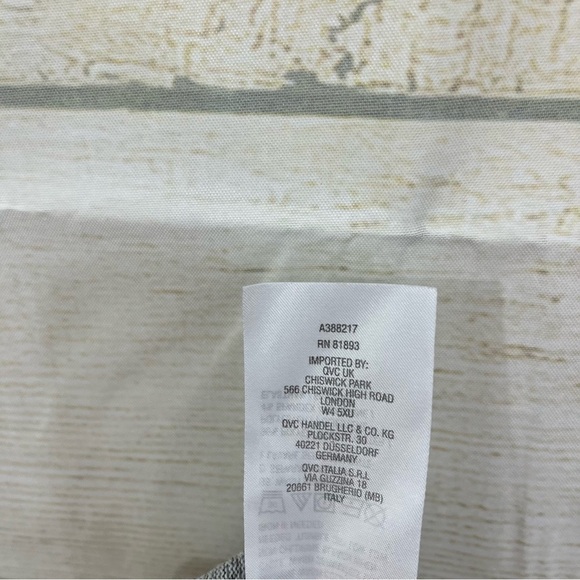 A388217
RN 81893
IMPORTED BY:
QVC UK
CHISWICK PARK
566 CHISWICK HIGH ROAD
LONDON
W4 5XU
QVC HANDEL LLC & CO. KG
PLOCKSTR. 30
40221 DÜSSELDORF
GERMANY
QVC ITALIA S.R.L
VIA GUZZINA 18
20861 BRUGHERIO (MB)
ITALY